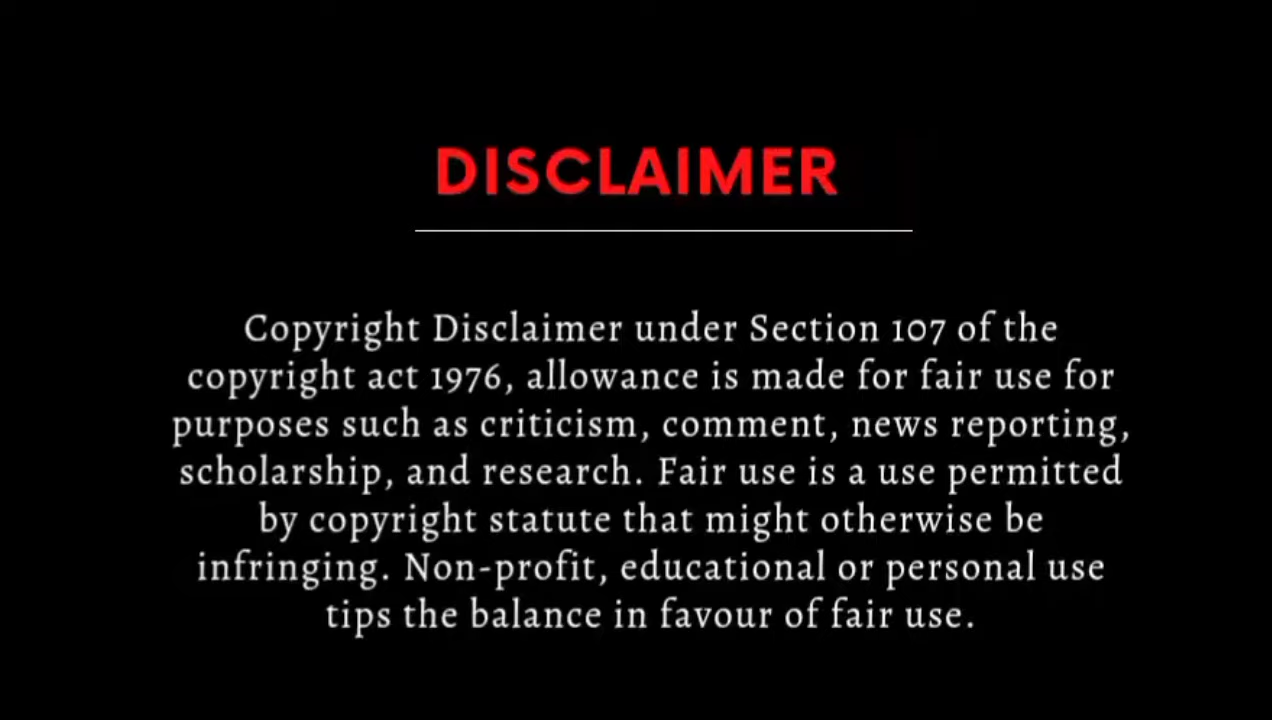 DISCLAIMER
Copyright Disclaimer under Section 107 of the
copyright act 1976, allowance is made for fair use for
purposes such as criticism, comment, news reporting,
scholarship, and research. Fair use is a use permitted
by copyright statute that might otherwise be
infringing. Non-profit, educational or personal use
tips the balance in favour of fair use.